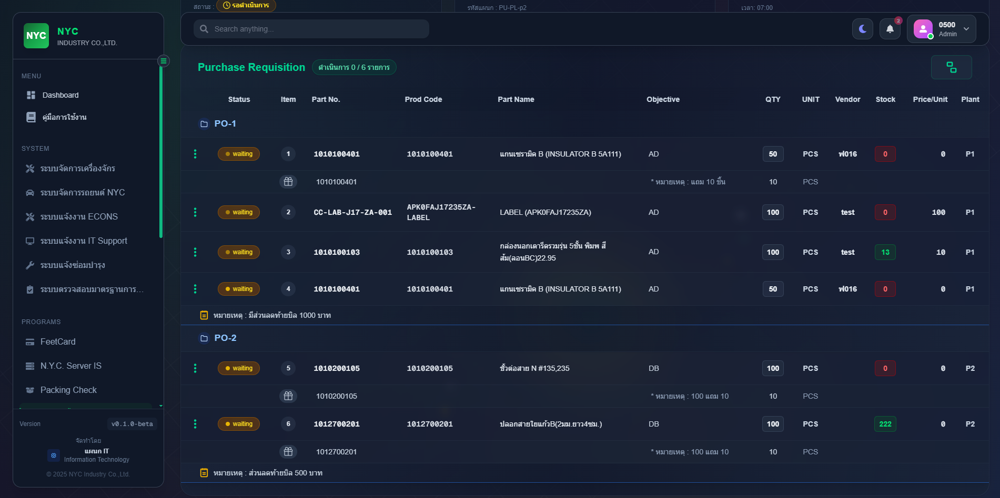 สถานะ : รอดำเนินการ
รหัสแผนก : PU-PL-p2
เวลา: 07:00
NYC
NYC
INDUSTRY CO.,LTD.
Search anything...
2
0500
Admin
MENU
Dashboard
คู่มือการใช้งาน
SYSTEM
ระบบจัดการเครื่องจักร
ระบบจัดการรถยนต์ NYC
ระบบแจ้งงาน ECONS
ระบบแจ้งงาน IT Support
ระบบแจ้งซ่อมบำรุง
ระบบตรวจสอบมาตรฐานการ...
PROGRAMS
FeetCard
N.Y.C. Server IS
Packing Check
Version v0.1.0-beta
จัดทำโดย
แผนก IT
Information Technology
© 2025 NYC Industry Co.,Ltd.
Purchase Requisition ดำเนินการ 0 / 6 รายการ
Status Item Part No. Prod Code Part Name Objective QTY UNIT Vendor Stock Price/Unit Plant
PO-1
waiting 1 1010100401 1010100401 แกนเซรามิค B (INSULATOR B 5A111) AD 50 PCS ฟ016 0 0 P1
1010100401 * หมายเหตุ : แถม 10 ชิ้น 10 PCS
waiting 2 CC-LAB-J17-ZA-001 APK0FAJ17235ZA-LABEL LABEL (APK0FAJ17235ZA) AD 100 PCS test 0 100 P1
waiting 3 1010100103 1010100103 กล่องนอกเตารีดรวมรุ่น 5ชั้น พิมพ สี
ส้ม(ลอนBC)22.95 AD 100 PCS test 13 10 P1
waiting 4 1010100401 1010100401 แกนเซรามิค B (INSULATOR B 5A111) AD 50 PCS ฟ016 0 0 P1
หมายเหตุ : มีส่วนลดท้ายบิล 1000 บาท
PO-2
waiting 5 1010200105 1010200105 ขั้วต่อสาย N #135,235 DB 100 PCS 0 0 P2
1010200105 * หมายเหตุ : 100 แถม 10 10 PCS
waiting 6 1012700201 1012700201 ปลอกสายใยแก้วB(2มม.ยาว4ซม.) DB 100 PCS 222 0 P2
1012700201 * หมายเหตุ : 100 แถม 10 10 PCS
หมายเหตุ : ส่วนลดท้ายบิล 500 บาท